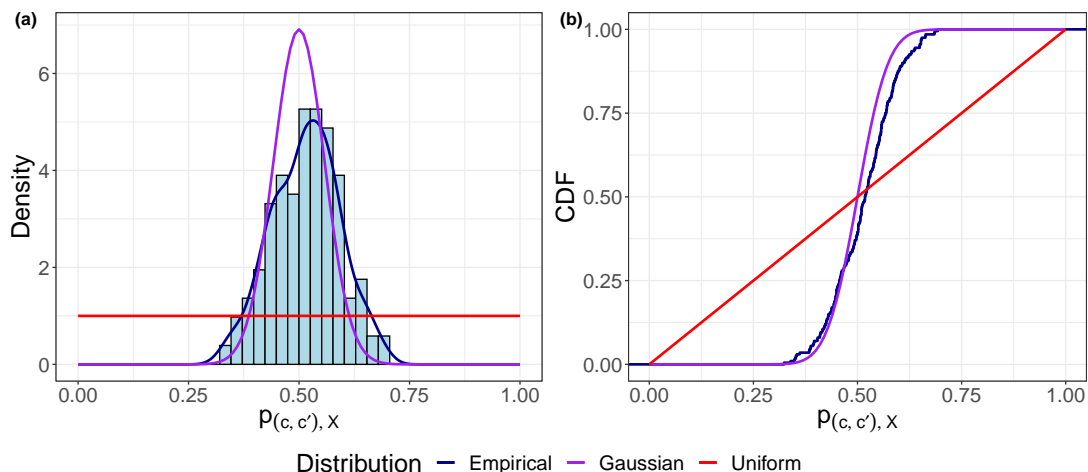 (a)
6
4
2
0
Density
0.00 0.25 0.50 0.75 1.00
p(c, c′), X
(b)
1.00
0.75
0.50
0.25
0.00
CDF
0.00 0.25 0.50 0.75 1.00
p(c, c′), X
Distribution Empirical Gaussian Uniform